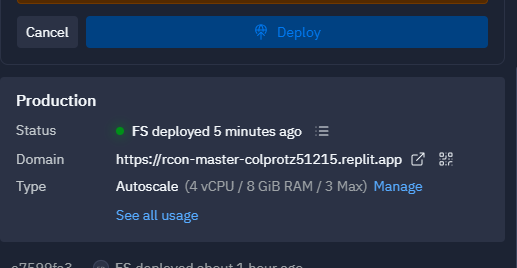 Cancel
Deploy
Production
Status
FS deployed 5 minutes ago
Domain
https://rcon-master-colprotz51215.replit.app
Type
Autoscale (4 vCPU / 8 GiB RAM / 3 Max) Manage
See all usage
FS deployed about 1 hour ago